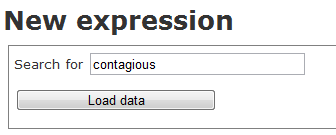 New expression
Search for contagious
Load data